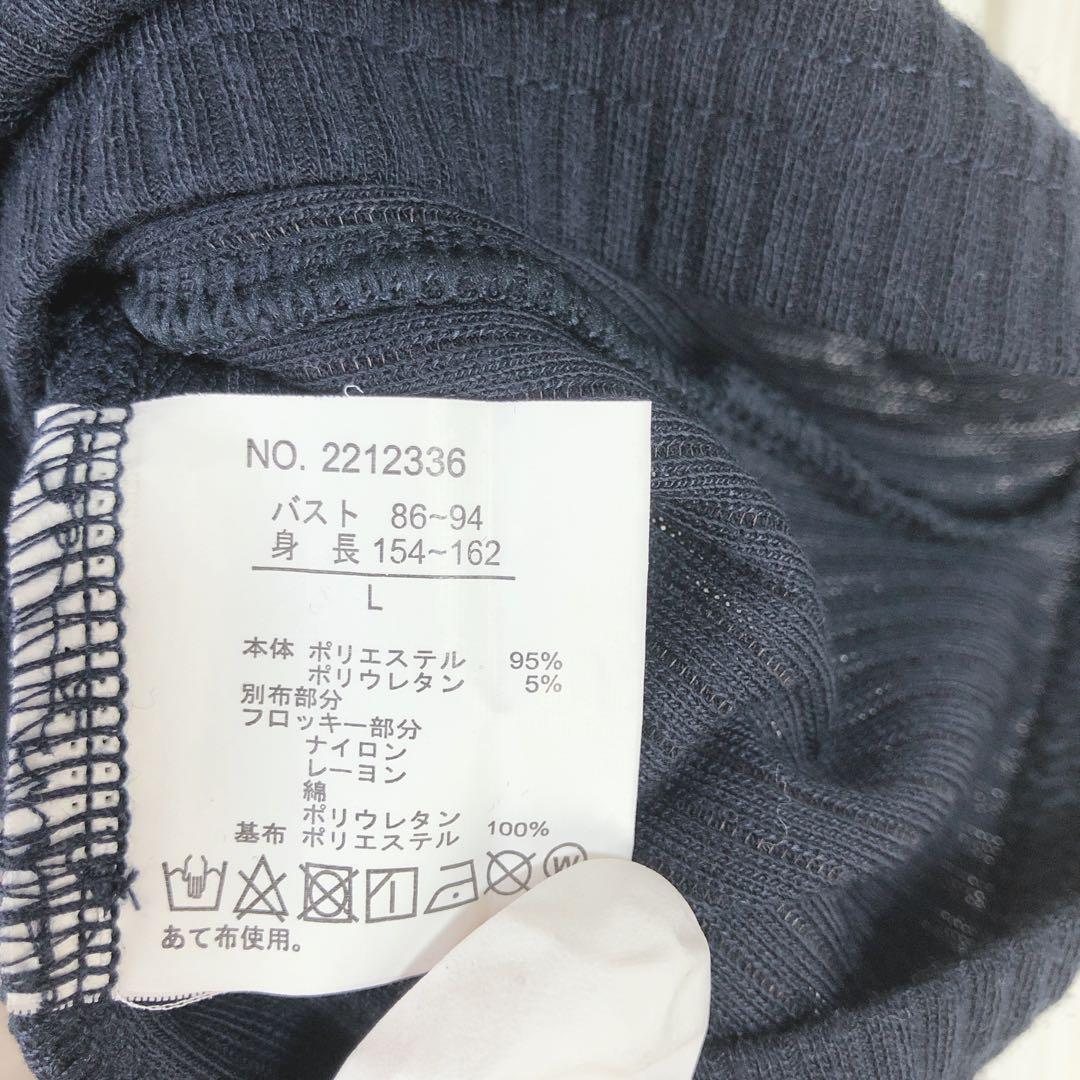 NO. 2212336
バスト 86~94
身 長 154~162
L
本体 ポリエステル 95%
ポリウレタン 5%
別布部分
フロッキー部分
ナイロン
レーヨン
綿
ポリウレタン
基布 ポリエステル 100%
W
あて布使用。